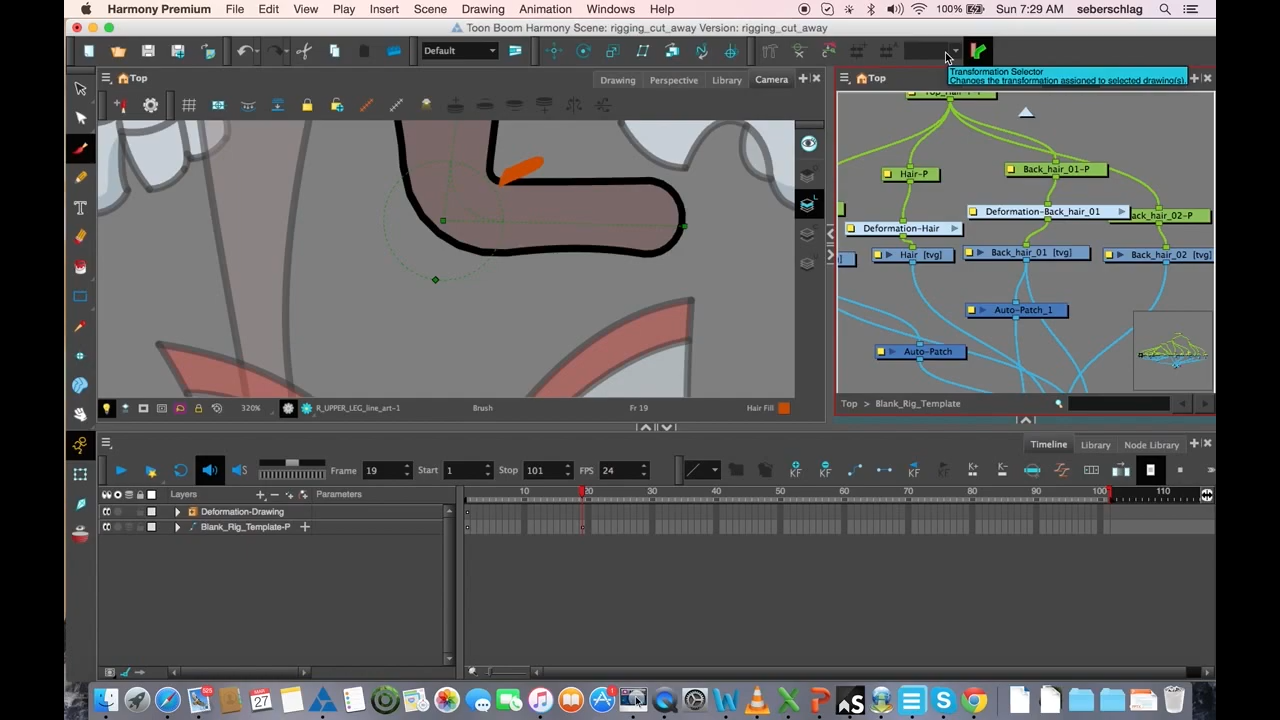 Harmony Premium File Edit View Play Insert Scene Drawing Animation Windows Help 100% Sun 7:29 AM seberschlag
Toon Boom Harmony Scene: rigging_cut_away Version: rigging_cut_away
Default
Transformation Selector
Changes the transformation assigned to selected drawing(s).
Top Drawing Perspective Library Camera Top
Hair-P Back_hair_01-P
Deformation-Back_hair_01 ack_hair_02-P
Deformation-Hair
Hair [tvg] Back_hair_01 [tvg] Back_hair_02 [tvg]
Auto-Patch_1
Auto-Patch
320% R_UPPER_LEG_line_art-1 Brush Fr 19 Hair Fill Top > Blank_Rig_Template
Timeline Library Node Library
Frame 19 Start 1 Stop 101 FPS 24
Layers Parameters 10 20 30 40 50 60 70 80 90 100 110
Deformation-Drawing
Blank_Rig_Template-P